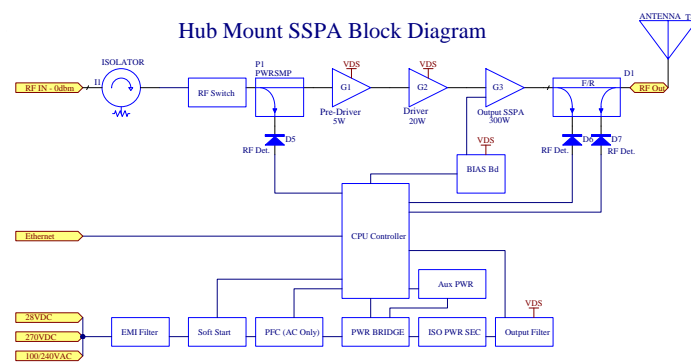 Hub Mount SSPA Block Diagram
ANTENNA T
ISOLATOR
I1
RF IN - 0dbm
RF Switch
P1
PWRSMP
VDS
G1
Pre-Driver
5W
VDS
G2
Driver
20W
G3
Output SSPA
300W
D1
F/R
RF Out
D5
RF Det.
D6
RF Det.
D7
RF Det.
VDS
BIAS Bd
CPU Controller
Ethernet
Aux PWR
28VDC
270VDC
100/240VAC
EMI Filter
Soft Start
PFC (AC Only)
PWR BRIDGE
ISO PWR SEC
VDS
Output Filter